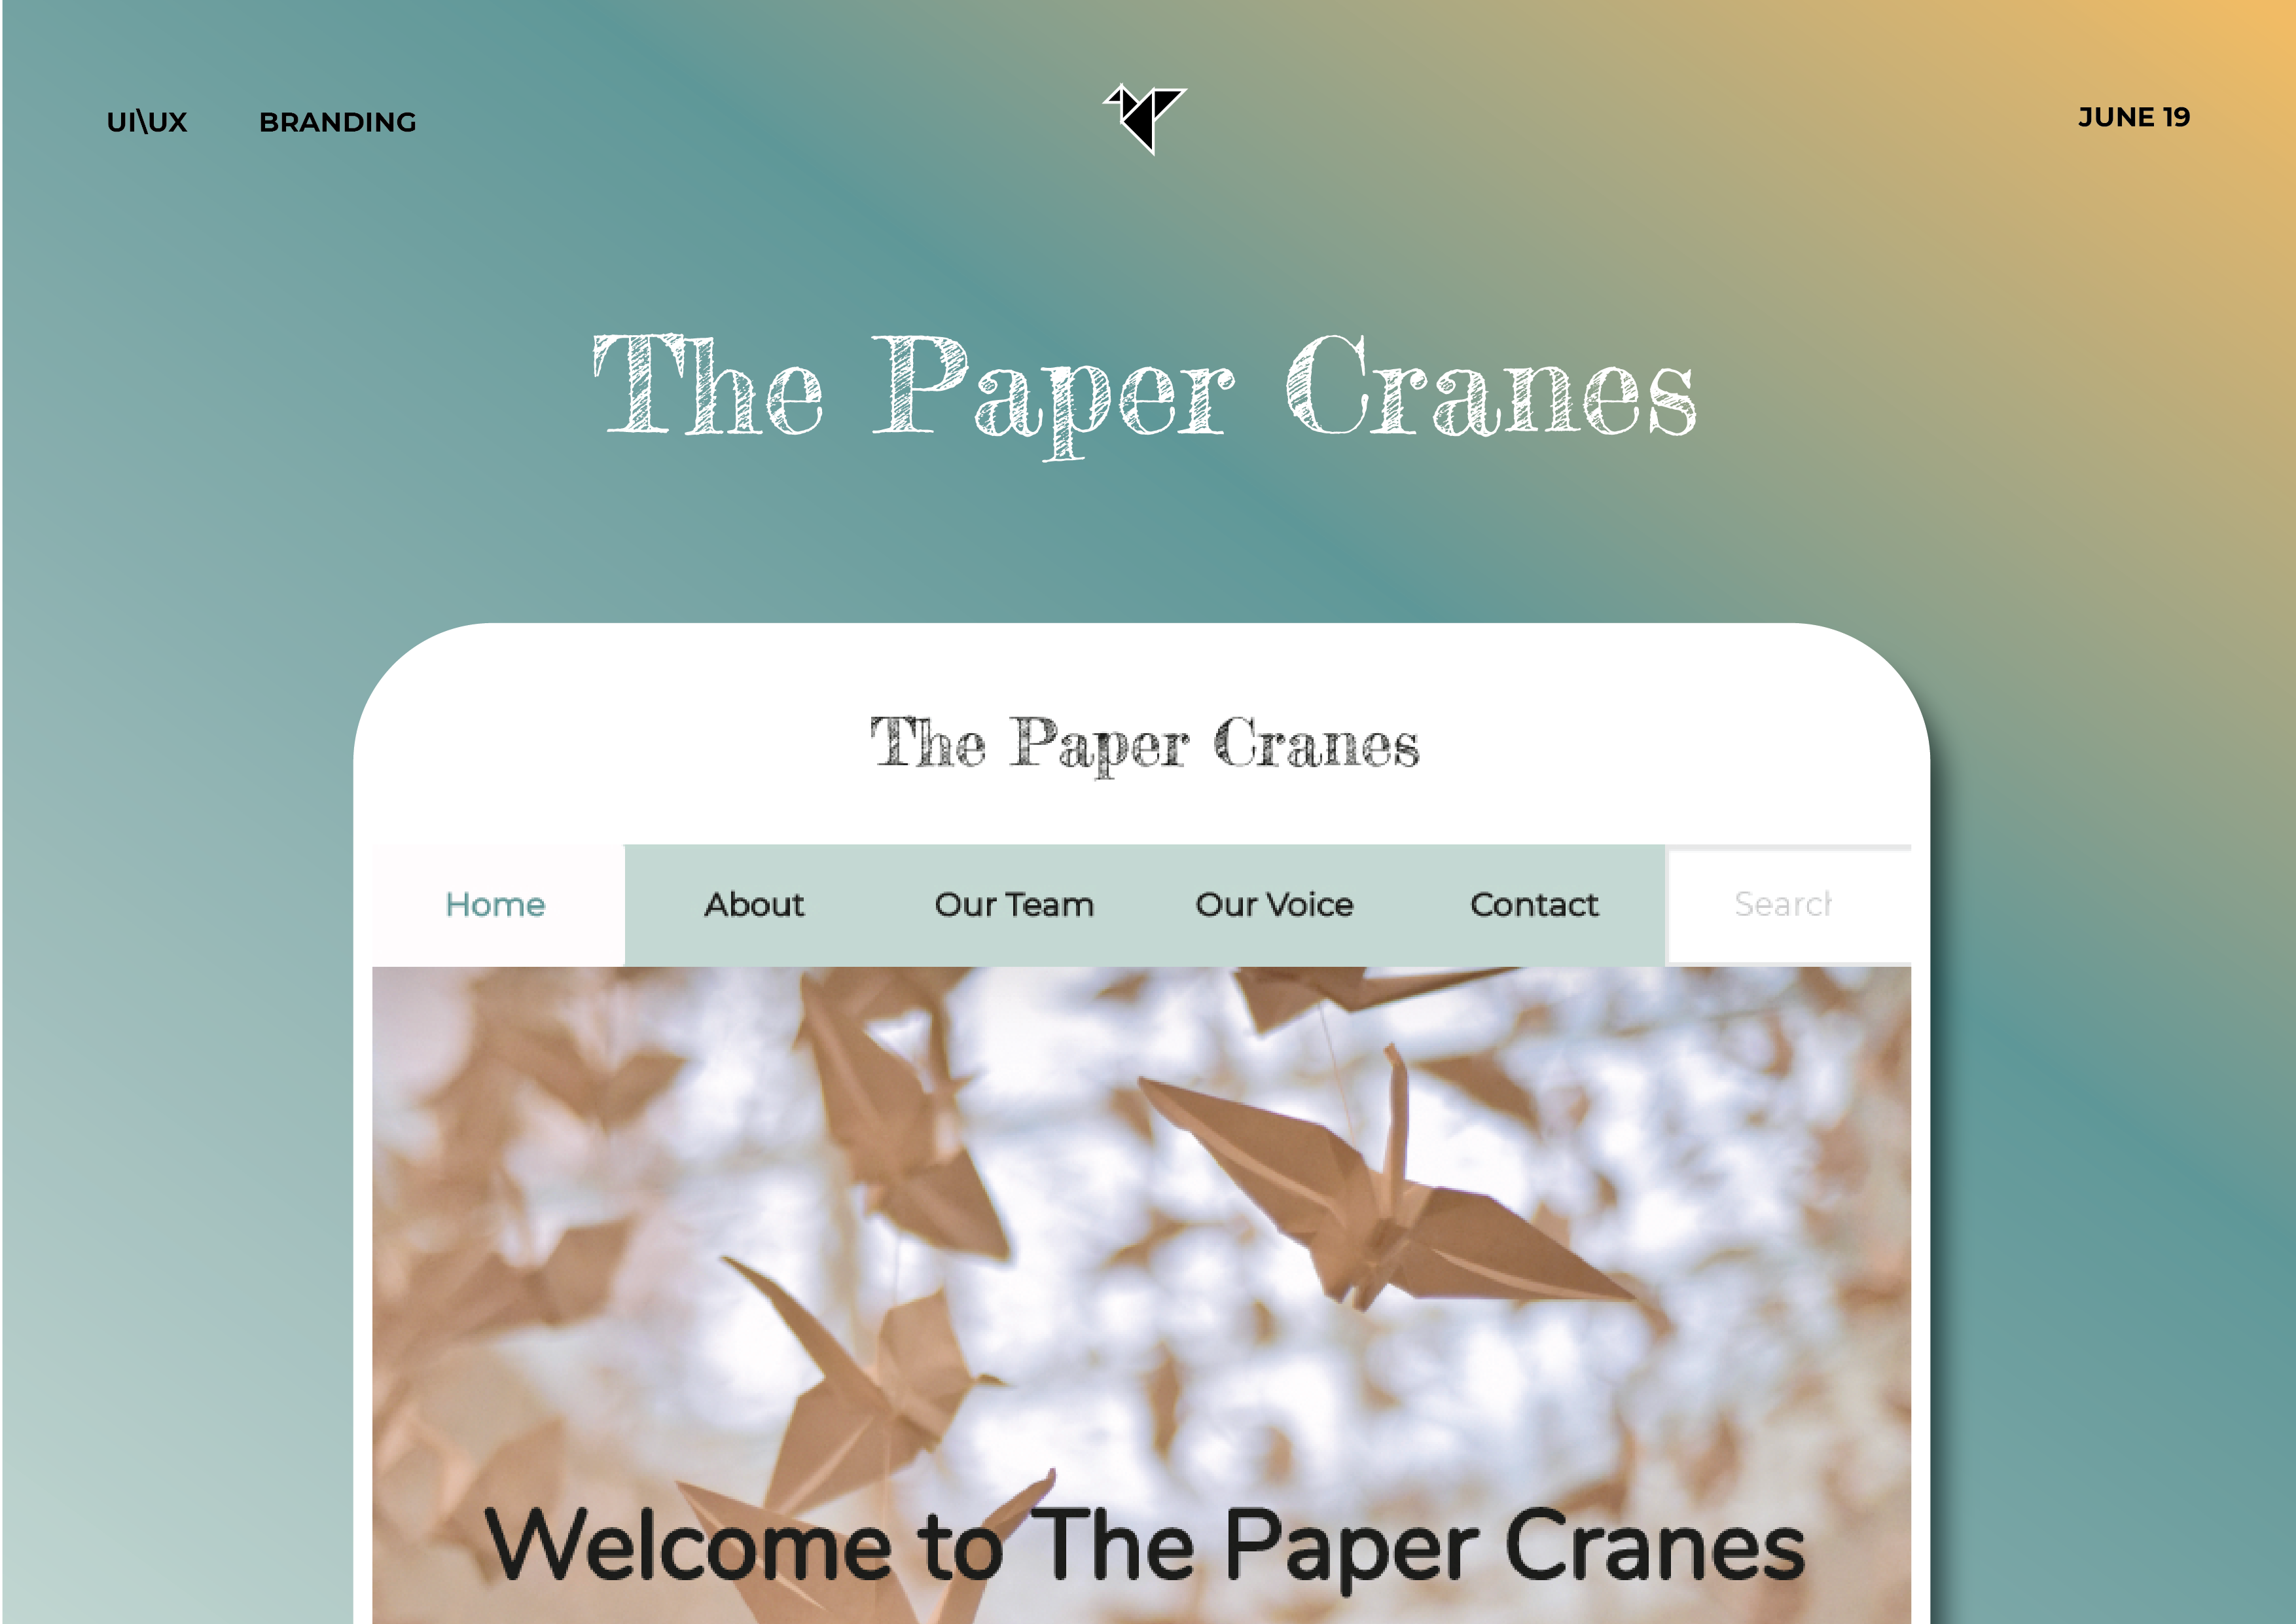 UI\UX BRANDING JUNE 19
The Paper Cranes
The Paper Cranes
Home About Our Team Our Voice Contact Search
Welcome to The Paper Cranes